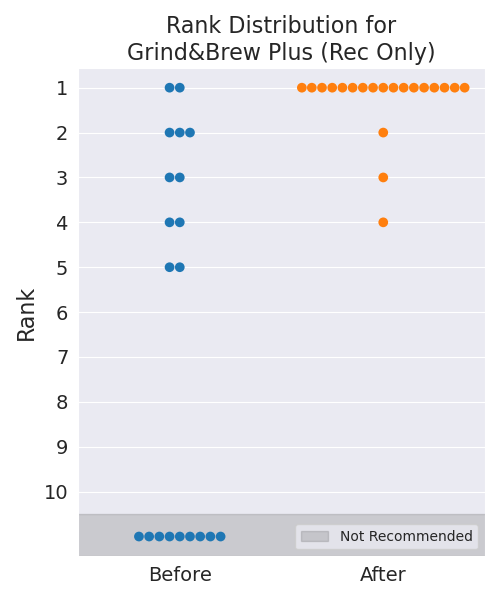 Rank Distribution for
Grind&Brew Plus (Rec Only)
Rank
1
2
3
4
5
6
7
8
9
10
Not Recommended
Before
After